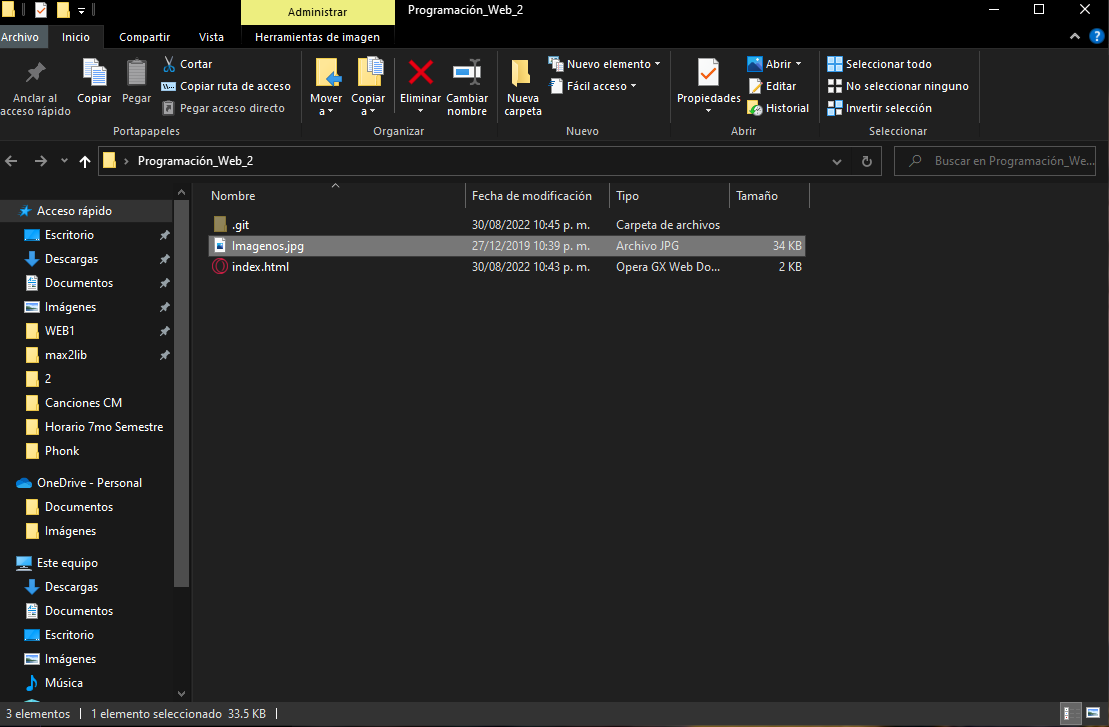 Administrar
Programación_Web_2
Archivo
Inicio
Compartir
Vista
Herramientas de imagen
Anclar al
acceso rápido
Copiar
Pegar
Cortar
Copiar ruta de acceso
Pegar acceso directo
Portapapeles
Mover
a
Copiar
a
Eliminar
Cambiar
nombre
Organizar
Nueva
carpeta
Nuevo elemento
Fácil acceso
Nuevo
Propiedades
Abrir
Editar
Historial
Abrir
Seleccionar todo
No seleccionar ninguno
Invertir selección
Seleccionar
Programación_Web_2
Buscar en Programación_We...
Nombre
Fecha de modificación
Tipo
Tamaño
.git
30/08/2022 10:45 p. m.
Carpeta de archivos
Imagenos.jpg
27/12/2019 10:39 p. m.
Archivo JPG
34 KB
index.html
30/08/2022 10:43 p. m.
Opera GX Web Do...
2 KB
Acceso rápido
Escritorio
Descargas
Documentos
Imágenes
WEB1
max2lib
2
Canciones CM
Horario 7mo Semestre
Phonk
OneDrive - Personal
Documentos
Imágenes
Este equipo
Descargas
Documentos
Escritorio
Imágenes
Música
3 elementos
1 elemento seleccionado 33.5 KB